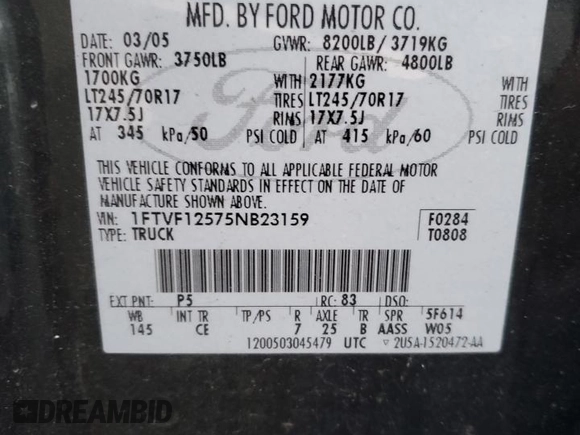 MFD. BY FORD MOTOR CO.
DATE: 03/05 GVWR: 8200LB/ 3719KG
FRONT GAWR: 3750LB REAR GAWR: 4800LB
1700KG WITH 2177KG WITH
LT245/70R17 TIRES LT245/70R17 TIRES
17X7.5J RIMS 17X7.5J RIMS
AT 345 kPa/50 PSI COLD AT 415 kPa/60 PSI COLD
THIS VEHICLE CONFORMS TO ALL APPLICABLE FEDERAL MOTOR
VEHICLE SAFETY STANDARDS IN EFFECT ON THE DATE OF
MANUFACTURE SHOWN ABOVE.
VIN: 1FTVF12575NB23159 F0284
TYPE: TRUCK T0808
EXT PNT: P5 RC: 83 DSO:
WB INT TR TP/PS R AXLE TR SPR 5F614
145 CE 7 25 B AASS W05
1200503045479 UTC ▽ 2U5A-1520472-AA
Ford
DREAMBID